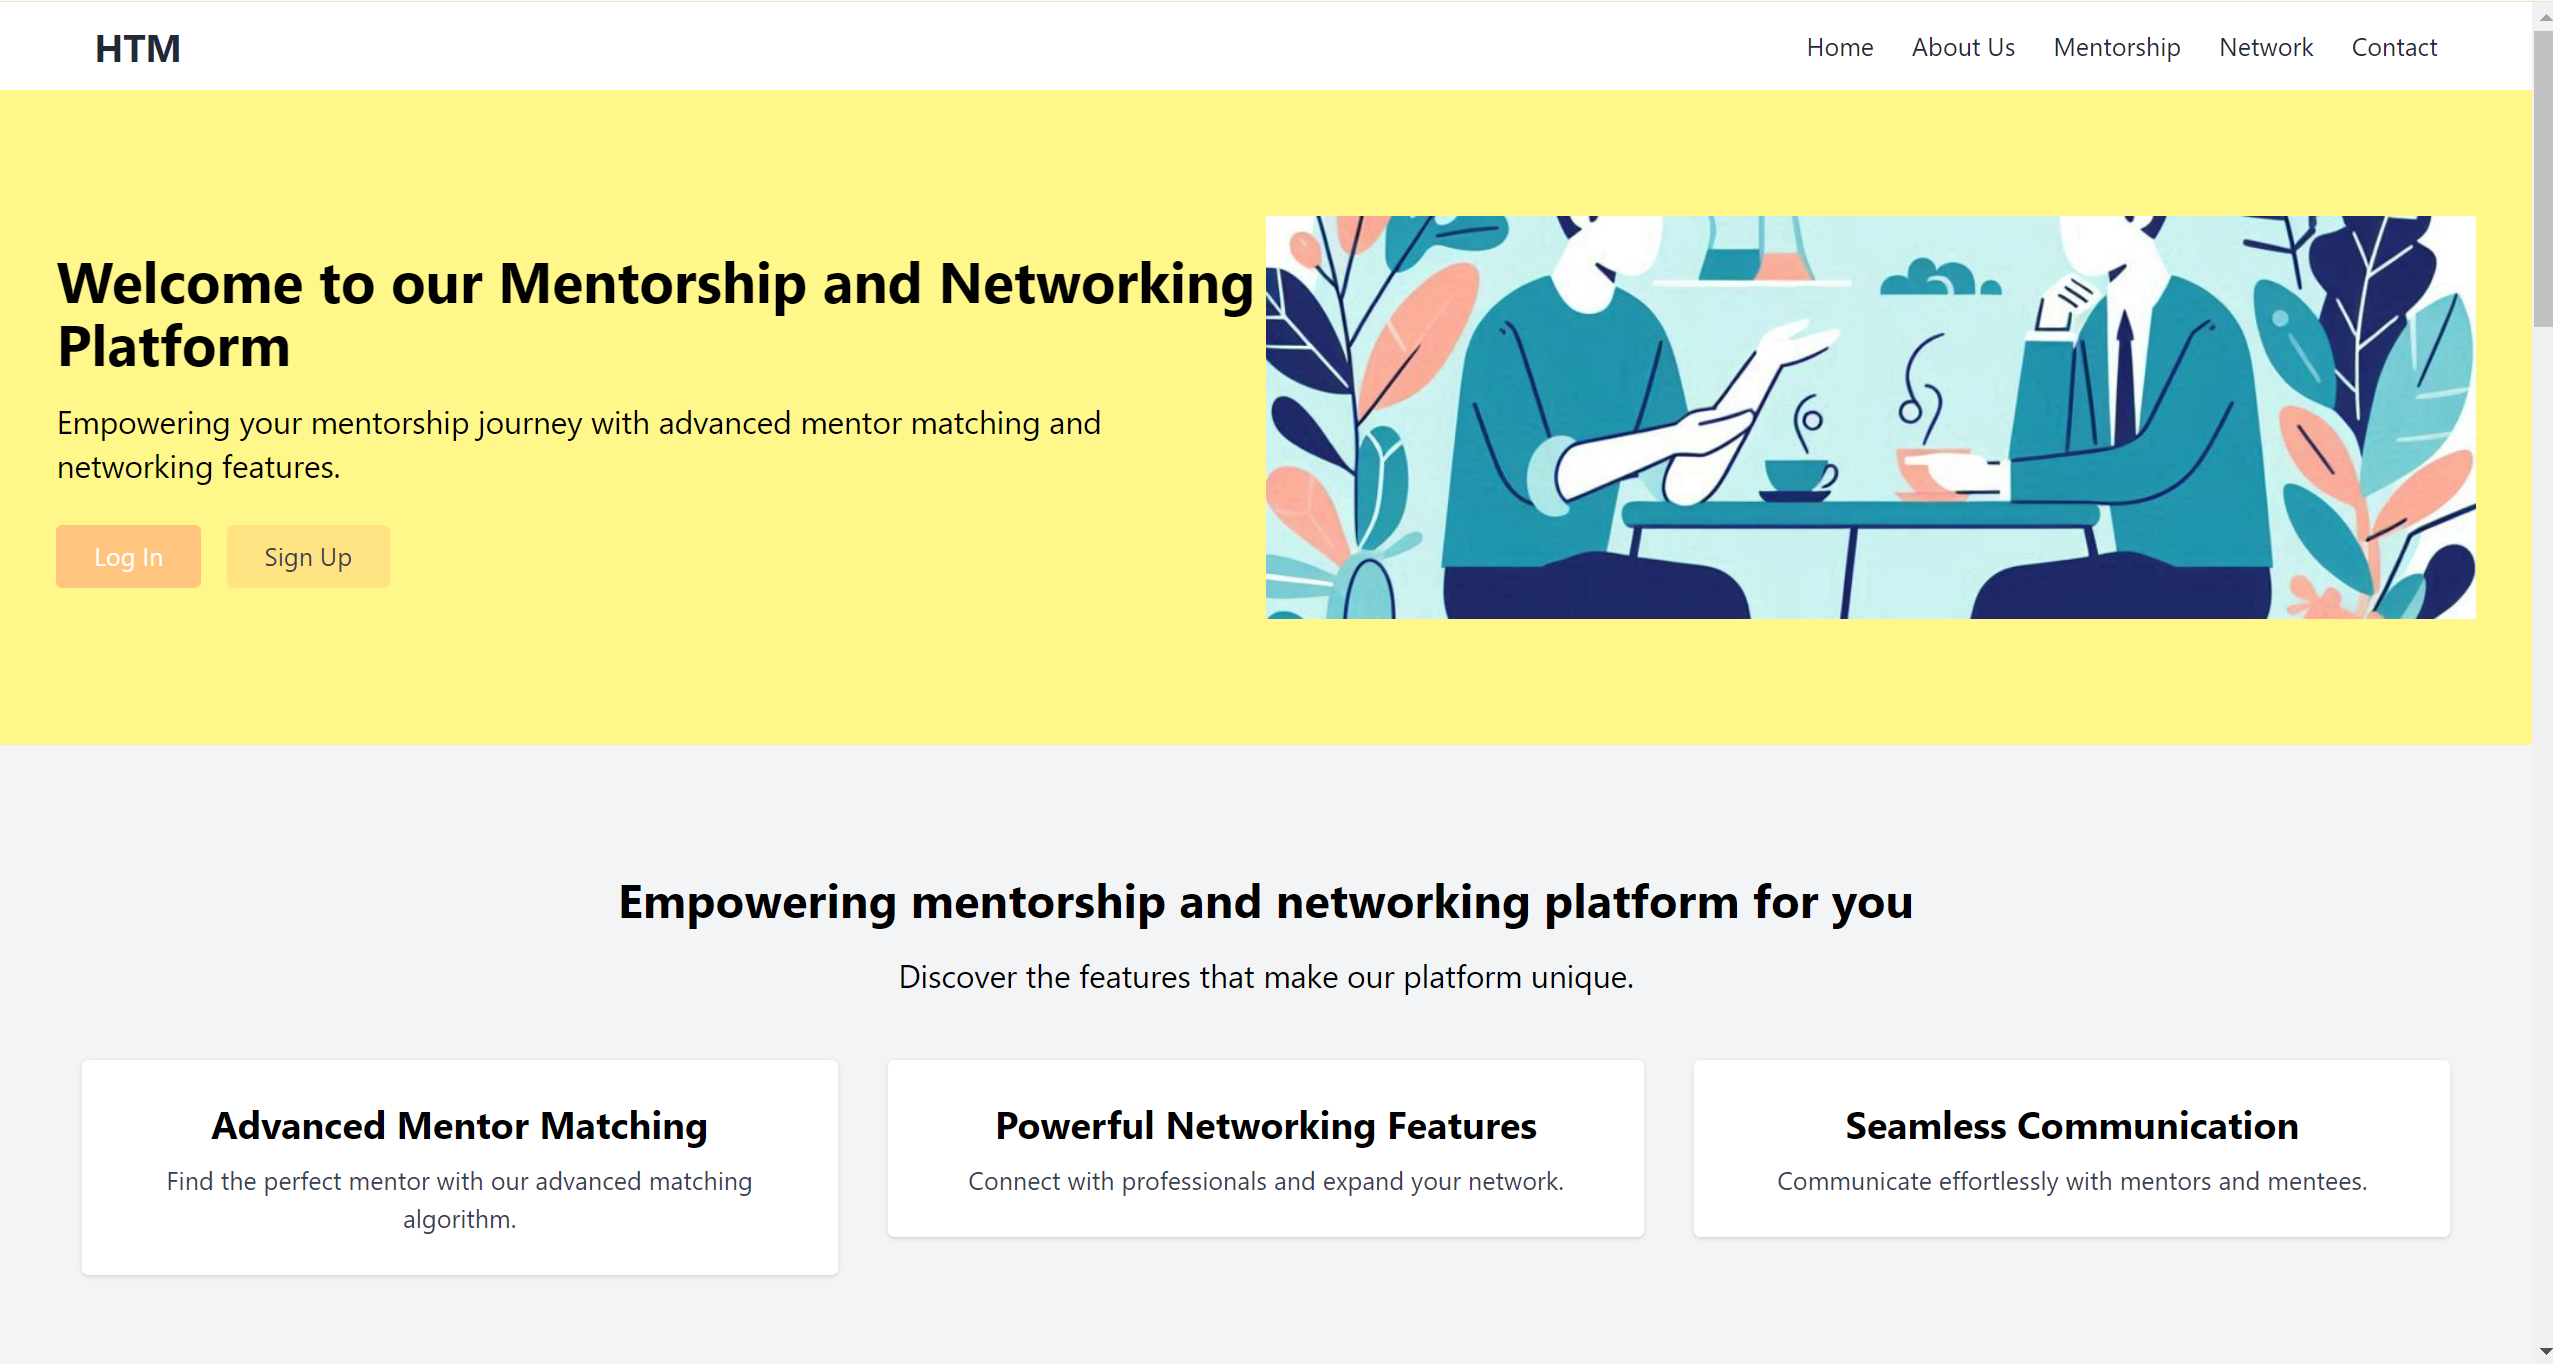 HTM
Home About Us Mentorship Network Contact
Welcome to our Mentorship and Networking
Platform
Empowering your mentorship journey with advanced mentor matching and
networking features.
Log In Sign Up
Empowering mentorship and networking platform for you
Discover the features that make our platform unique.
Advanced Mentor Matching
Find the perfect mentor with our advanced matching
algorithm.
Powerful Networking Features
Connect with professionals and expand your network.
Seamless Communication
Communicate effortlessly with mentors and mentees.